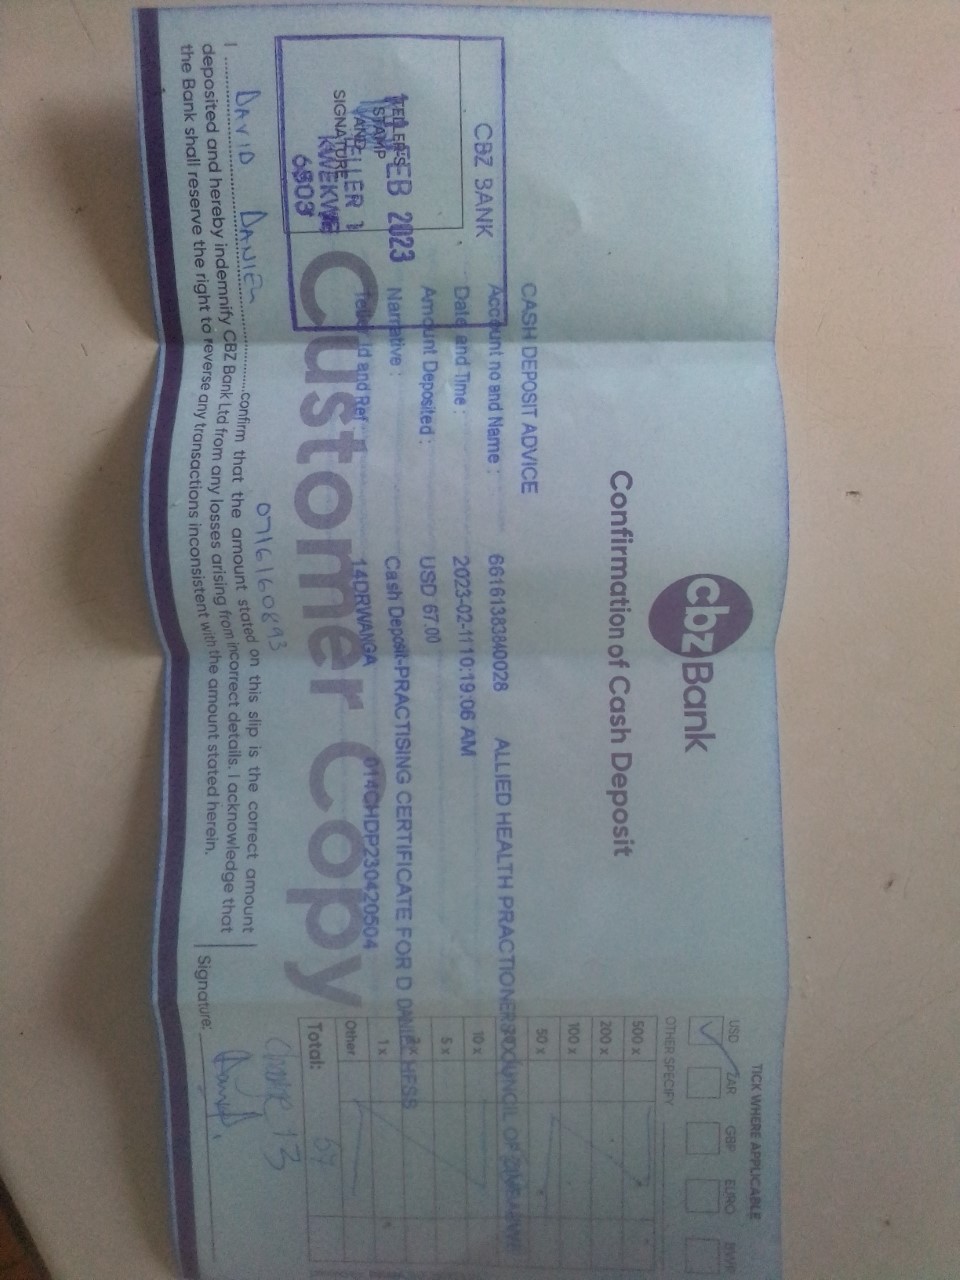 cbz Bank
Confirmation of Cash Deposit
TICK WHERE APPLICABLE
USD ZAR GBP EURO BWP
OTHER SPECIFY
500 x
200 x
100 x
50 x
10 x
5 x
2x
1 x
Other
Total: 67
change 13
CASH DEPOSIT ADVICE
Account no and Name : 66161383840028 ALLIED HEALTH PRACTIONERS COUNCIL OF ZIMBABWE
Date and Time : 2023-02-11 10:19:06 AM
Amount Deposited : USD 67.00
Narrative : Cash Deposit-PRACTISING CERTIFICATE FOR D DANIEL HFSS
Teller Id and Ref 14DRWANGA 014CHDP230420504
Customer Copy
CBZ BANK
FEB 2023
TELLER'S
STAMP
AND
SIGNATURE
TELLER 1
KWEKWE
6803
0716160893
I DAVID DANIEL confirm that the amount stated on this slip is the correct amount
deposited and hereby indemnify CBZ Bank Ltd from any losses arising from incorrect details. I acknowledge that
the Bank shall reserve the right to reverse any transactions inconsistent with the amount stated herein.
Signature: